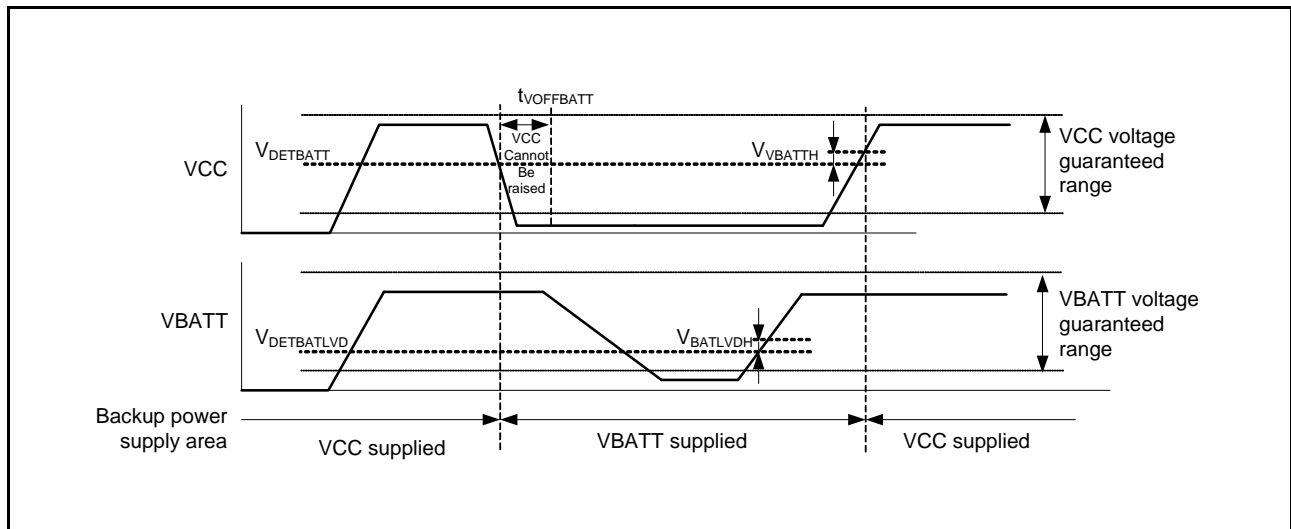 tVOFFBATT
VDETBATT
VCC
Cannot
Be
raised
VVBATTH
VCC voltage
guaranteed
range
VCC
VBATT
VDETBATLVD
VBATLVDH
VBATT voltage
guaranteed
range
Backup power
supply area
VCC supplied
VBATT supplied
VCC supplied